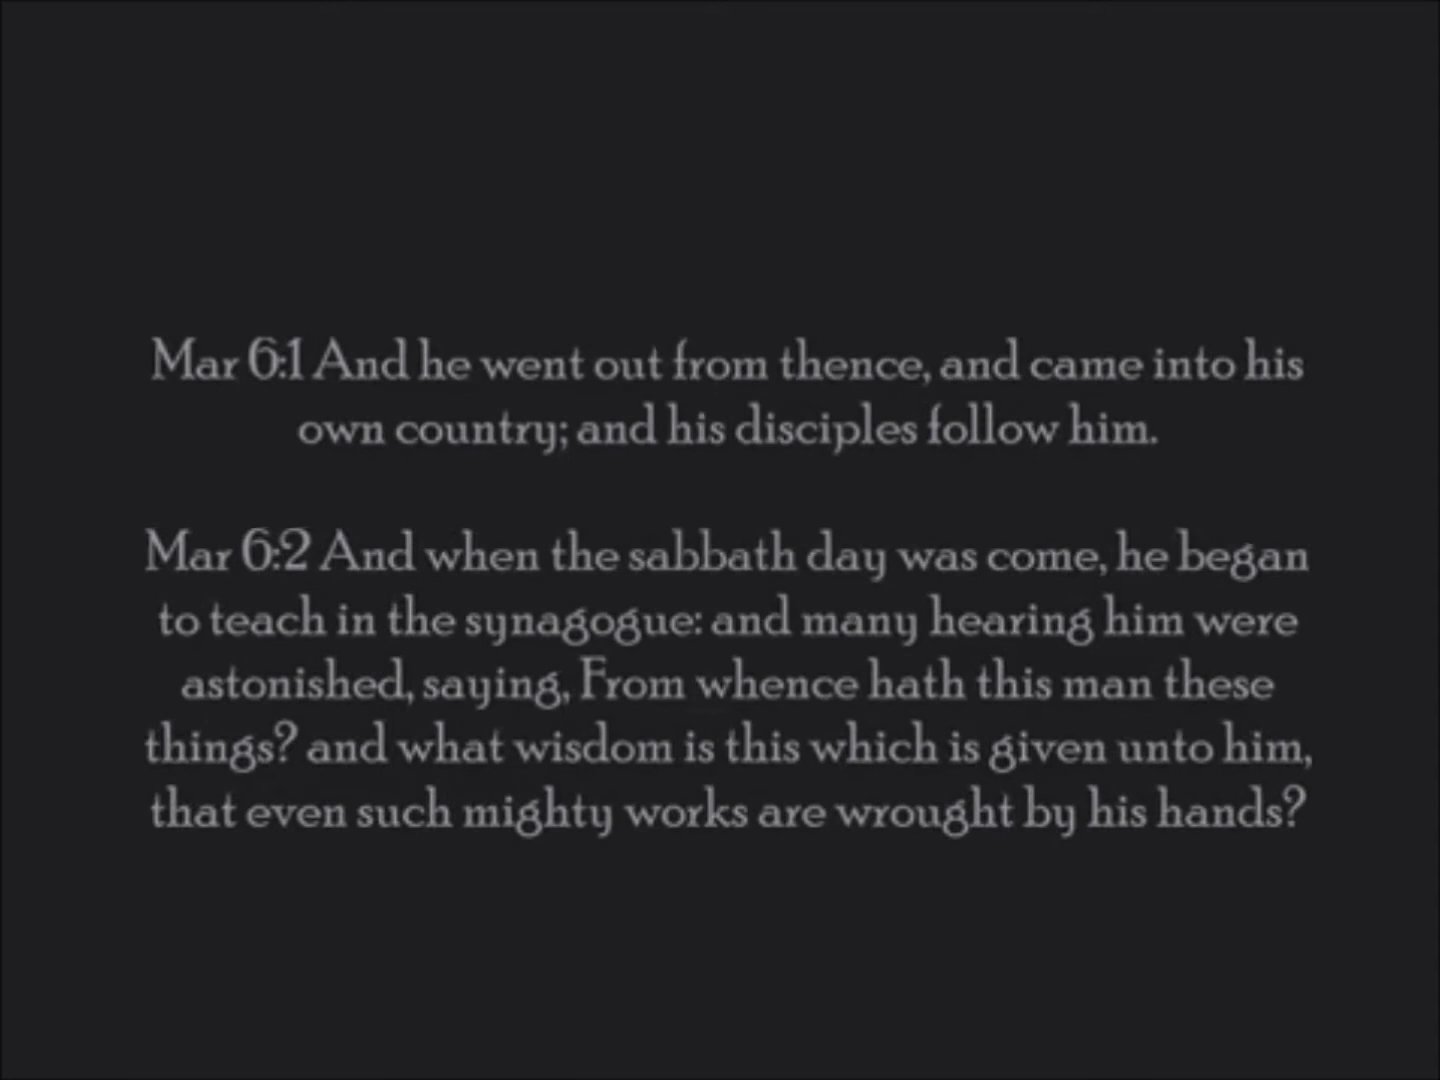 Mar 6:1 And he went out from thence, and came into his
own country; and his disciples follow him.
Mar 6:2 And when the sabbath day was come, he began
to teach in the synagogue: and many hearing him were
astonished, saying, From whence hath this man these
things? and what wisdom is this which is given unto him,
that even such mighty works are wrought by his hands?